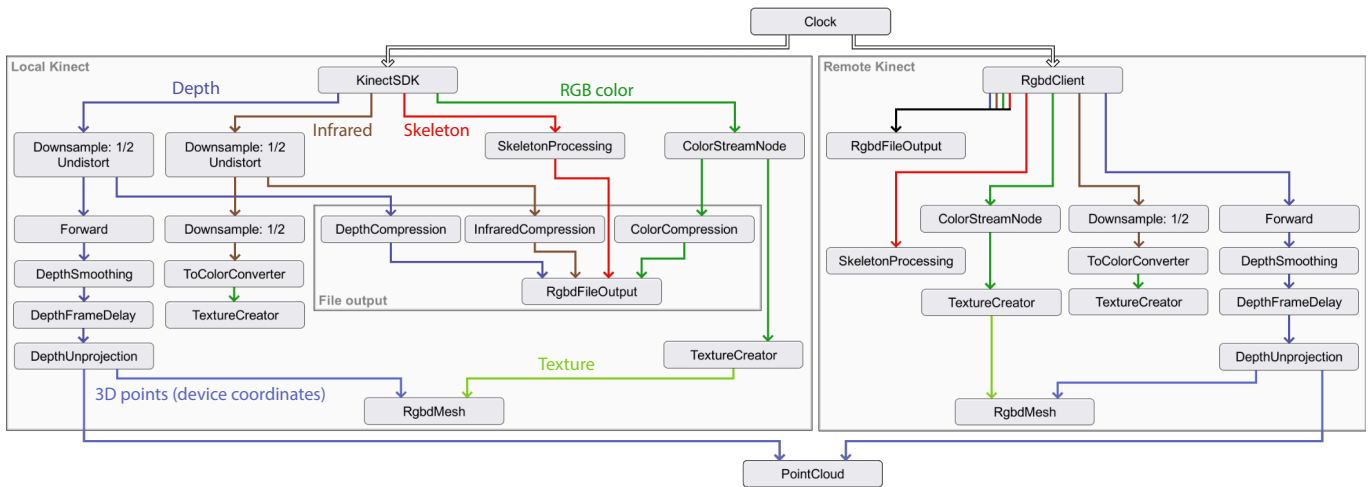 Clock
Local Kinect
Remote Kinect
KinectSDK
RgbdClient
Depth
RGB color
Infrared
Skeleton
Downsample: 1/2
Undistort
Downsample: 1/2
Undistort
SkeletonProcessing
ColorStreamNode
RgbdFileOutput
Forward
Downsample: 1/2
DepthCompression
InfraredCompression
ColorCompression
ColorStreamNode
Downsample: 1/2
Forward
DepthSmoothing
ToColorConverter
SkeletonProcessing
ToColorConverter
DepthSmoothing
RgbdFileOutput
File output
DepthFrameDelay
TextureCreator
TextureCreator
TextureCreator
DepthFrameDelay
DepthUnprojection
TextureCreator
DepthUnprojection
Texture
3D points (device coordinates)
RgbdMesh
RgbdMesh
PointCloud